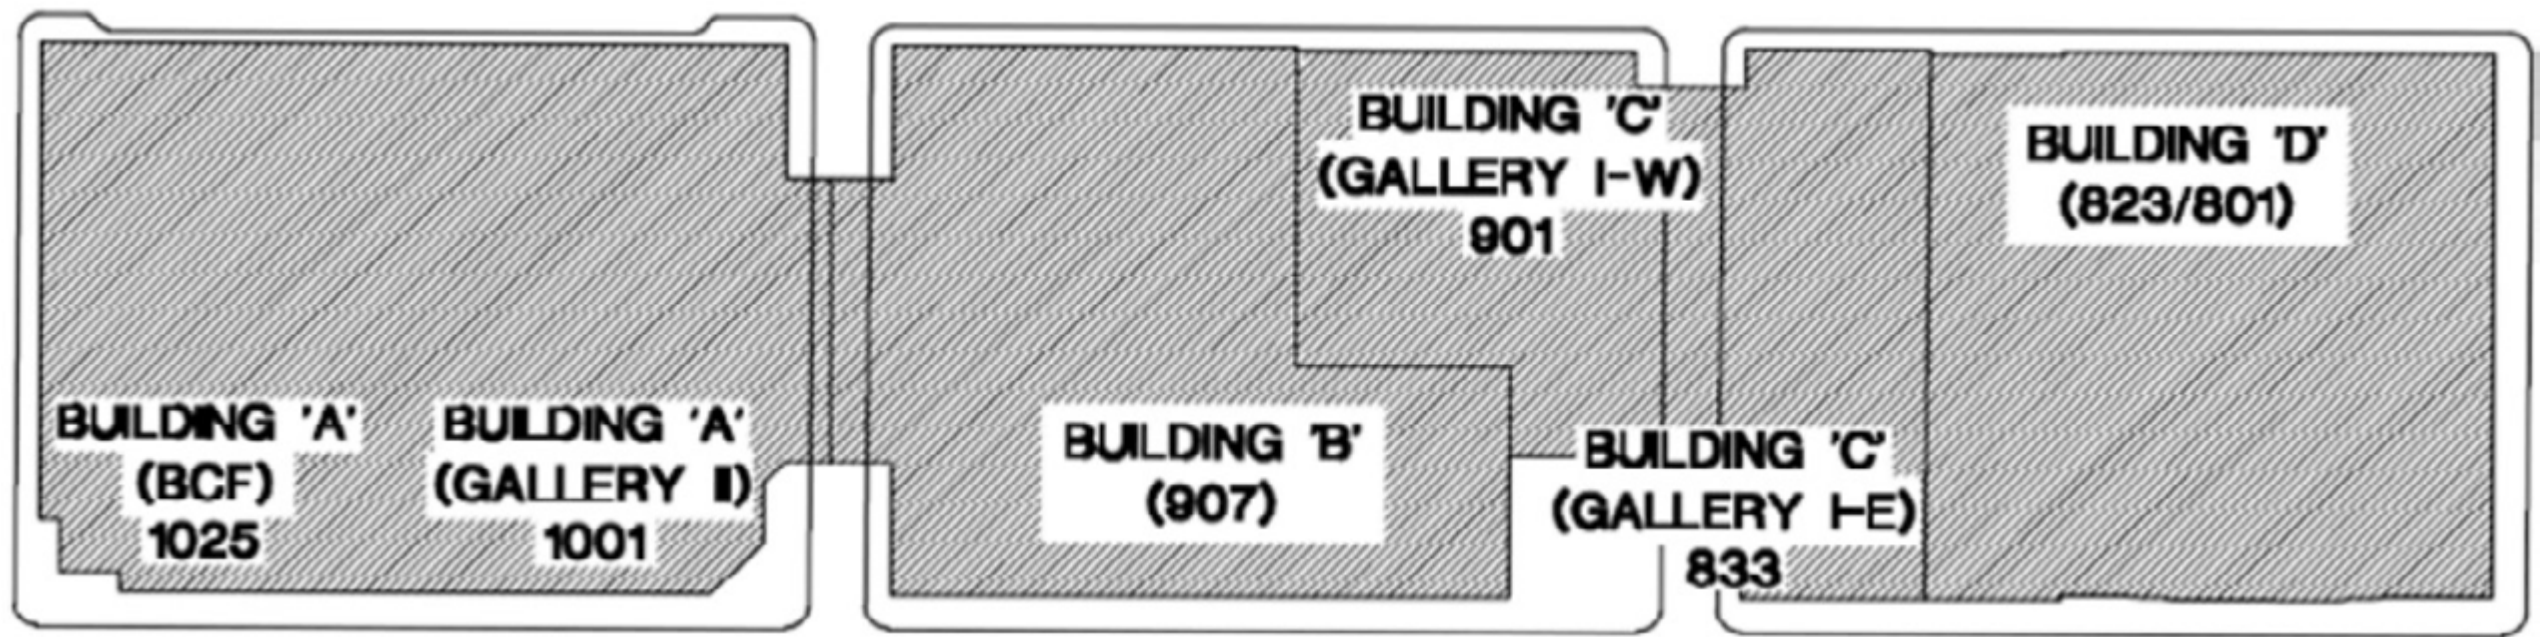 BUILDING 'A'
(BCF)
1025
BUILDING 'A'
(GALLERY II)
1001
BUILDING 'B'
(907)
BUILDING 'C'
(GALLERY I-W)
901
BUILDING 'C'
(GALLERY I-E)
833
BUILDING 'D'
(823/801)